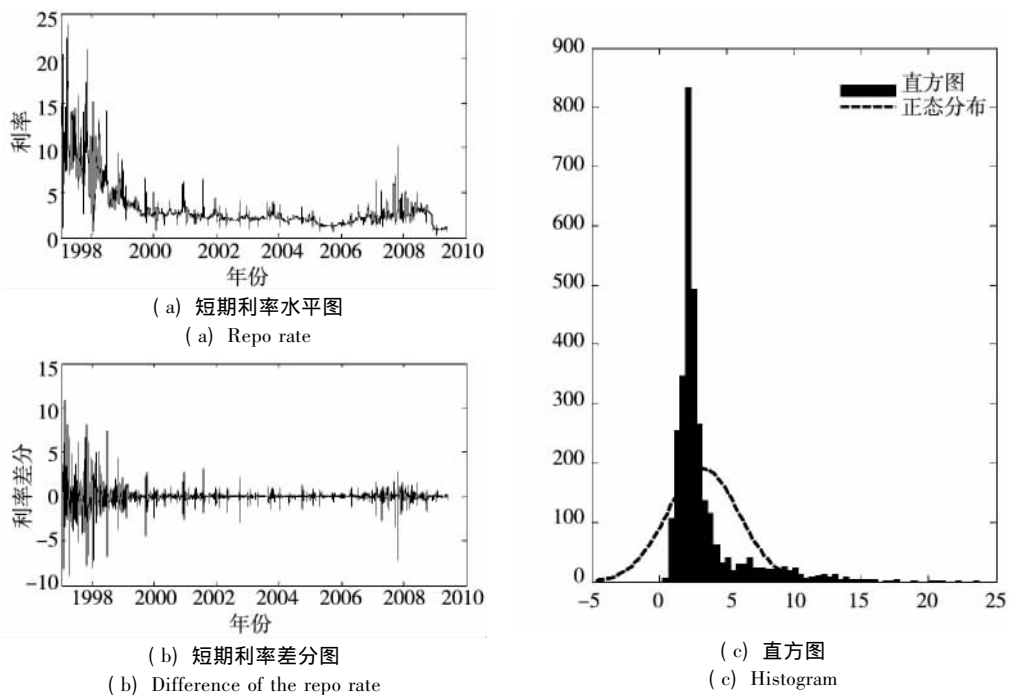 25
20
15
10
5
0
利率
1998 2000 2002 2004 2006 2008 2010
年份
( a) 短期利率水平图
( a) Repo rate
15
10
5
0
-5
-10
利率差分
1998 2000 2002 2004 2006 2008 2010
年份
( b) 短期利率差分图
( b) Difference of the repo rate
900
800
700
600
500
400
300
200
100
0
直方图
正态分布
-5 0 5 10 15 20 25
( c) 直方图
( c) Histogram